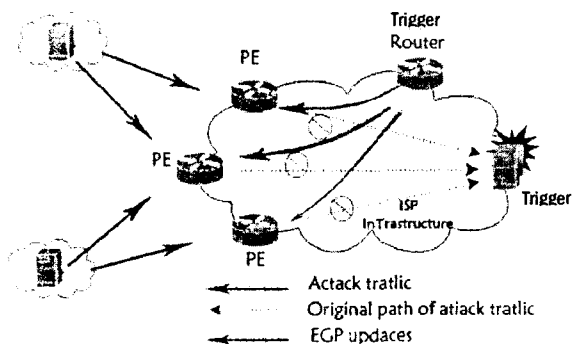 Trigger
Router
PE
PE
PE
Trigger
ISP
InTrastructure
Actack tratlic
Original path of atiack tratlic
EGP updaces